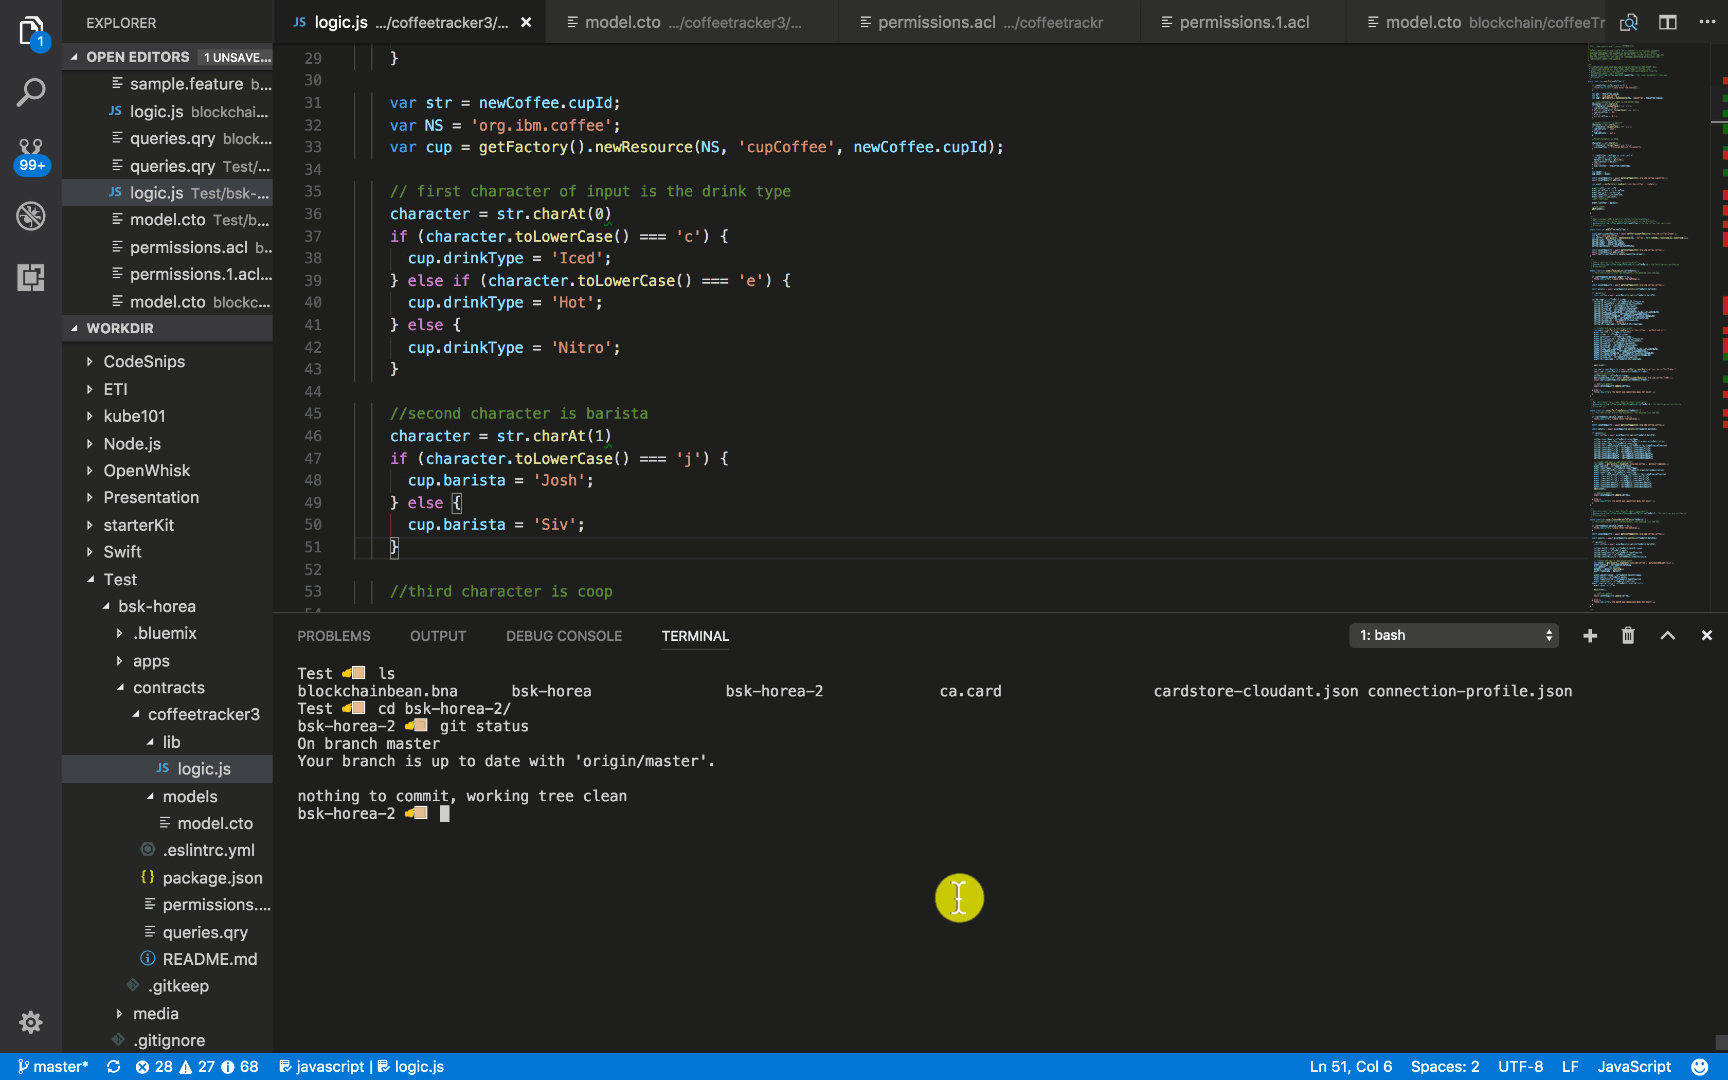 EXPLORER
JS logic.js .../coffeetracker3/...
model.cto .../coffeetracker3/...
permissions.acl .../coffeetrackr
permissions.1.acl
model.cto blockchain/coffeeTr
1
OPEN EDITORS 1 UNSAVE...
sample.feature b...
JS logic.js blockchai...
queries.qry block...
queries.qry Test/...
JS logic.js Test/bsk-...
model.cto Test/b...
permissions.acl b...
permissions.1.acl...
model.cto blockc...
99+
WORKDIR
CodeSnips
ETI
kube101
Node.js
OpenWhisk
Presentation
starterKit
Swift
Test
bsk-horea
.bluemix
apps
contracts
coffeetracker3
lib
JS logic.js
models
model.cto
.eslintrc.yml
{} package.json
permissions....
queries.qry
README.md
.gitkeep
media
.gitignore
29 }
30
31 var str = newCoffee.cupId;
32 var NS = 'org.ibm.coffee';
33 var cup = getFactory().newResource(NS, 'cupCoffee', newCoffee.cupId);
34
35 // first character of input is the drink type
36 character = str.charAt(0)
37 if (character.toLowerCase() === 'c') {
38 cup.drinkType = 'Iced';
39 } else if (character.toLowerCase() === 'e') {
40 cup.drinkType = 'Hot';
41 } else {
42 cup.drinkType = 'Nitro';
43 }
44
45 //second character is barista
46 character = str.charAt(1)
47 if (character.toLowerCase() === 'j') {
48 cup.barista = 'Josh';
49 } else {
50 cup.barista = 'Siv';
51 }
52
53 //third character is coop
PROBLEMS OUTPUT DEBUG CONSOLE TERMINAL 1: bash
Test 👉🏼 ls
blockchainbean.bna bsk-horea bsk-horea-2 ca.card cardstore-cloudant.json connection-profile.json
Test 👉🏼 cd bsk-horea-2/
bsk-horea-2 👉🏼 git status
On branch master
Your branch is up to date with 'origin/master'.
nothing to commit, working tree clean
bsk-horea-2 👉🏼
master* 28 27 68 javascript | logic.js Ln 51, Col 6 Spaces: 2 UTF-8 LF JavaScript